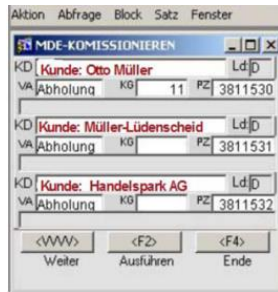 Aktion Abfrage Block Satz Fenster
MDE-KOMISSIONIEREN
KD Kunde: Otto Müller Ld: D
VA Abholung KG 11 PZ 3811530
KD Kunde: Müller-Lüdenscheid Ld: D
VA Abholung KG PZ 3811531
KD Kunde: Handelspark AG Ld: D
VA Abholung KG PZ 3811532
<VVVV> <F2> <F4>
Weiter Ausführen Ende